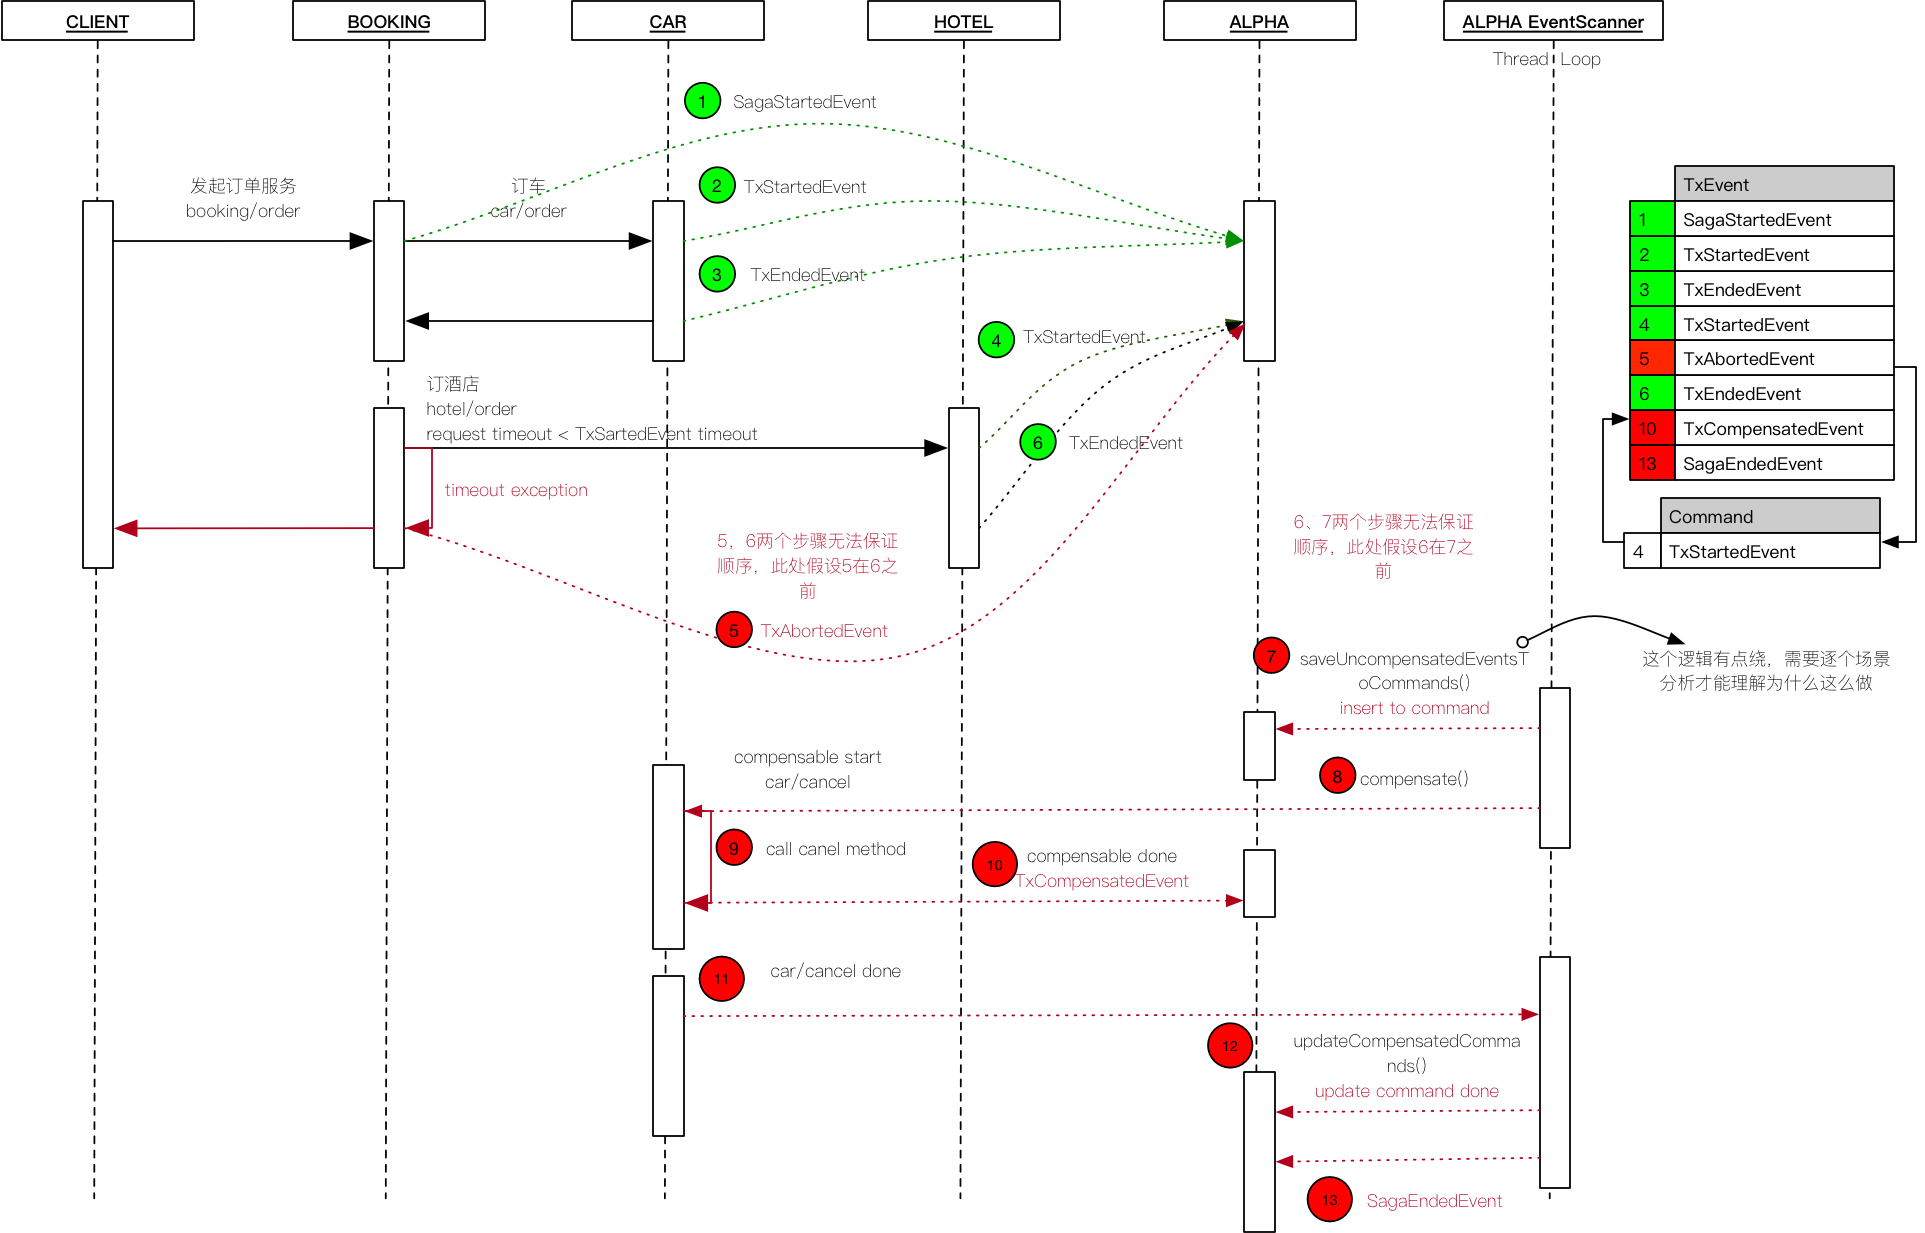 CLIENT
BOOKING
CAR
HOTEL
ALPHA
ALPHA EventScanner
Thread Loop
1
SagaStartedEvent
发起订单服务
booking/order
订车
car/order
2
TxStartedEvent
3
TxEndedEvent
4
TxStartedEvent
订酒店
hotel/order
request timeout < TxSartedEvent timeout
6
TxEndedEvent
timeout exception
5，6两个步骤无法保证
顺序，此处假设5在6之
前
5
TxAbortedEvent
6、7两个步骤无法保证
顺序，此处假设6在7之
前
TxEvent
1
SagaStartedEvent
2
TxStartedEvent
3
TxEndedEvent
4
TxStartedEvent
5
TxAbortedEvent
6
TxEndedEvent
10
TxCompensatedEvent
13
SagaEndedEvent
Command
4
TxStartedEvent
7
saveUncompensatedEventsT
oCommands()
insert to command
这个逻辑有点绕，需要逐个场景
分析才能理解为什么这么做
compensable start
car/cancel
8
compensate()
9
call canel method
10
compensable done
TxCompensatedEvent
11
car/cancel done
12
updateCompensatedComma
nds()
update command done
13
SagaEndedEvent